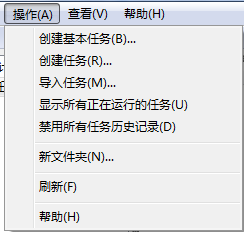 操作(A) 查看(V) 帮助(H)
创建基本任务(B)...
创建任务(R)...
导入任务(M)...
显示所有正在运行的任务(U)
禁用所有任务历史记录(D)
新文件夹(N)...
刷新(F)
帮助(H)